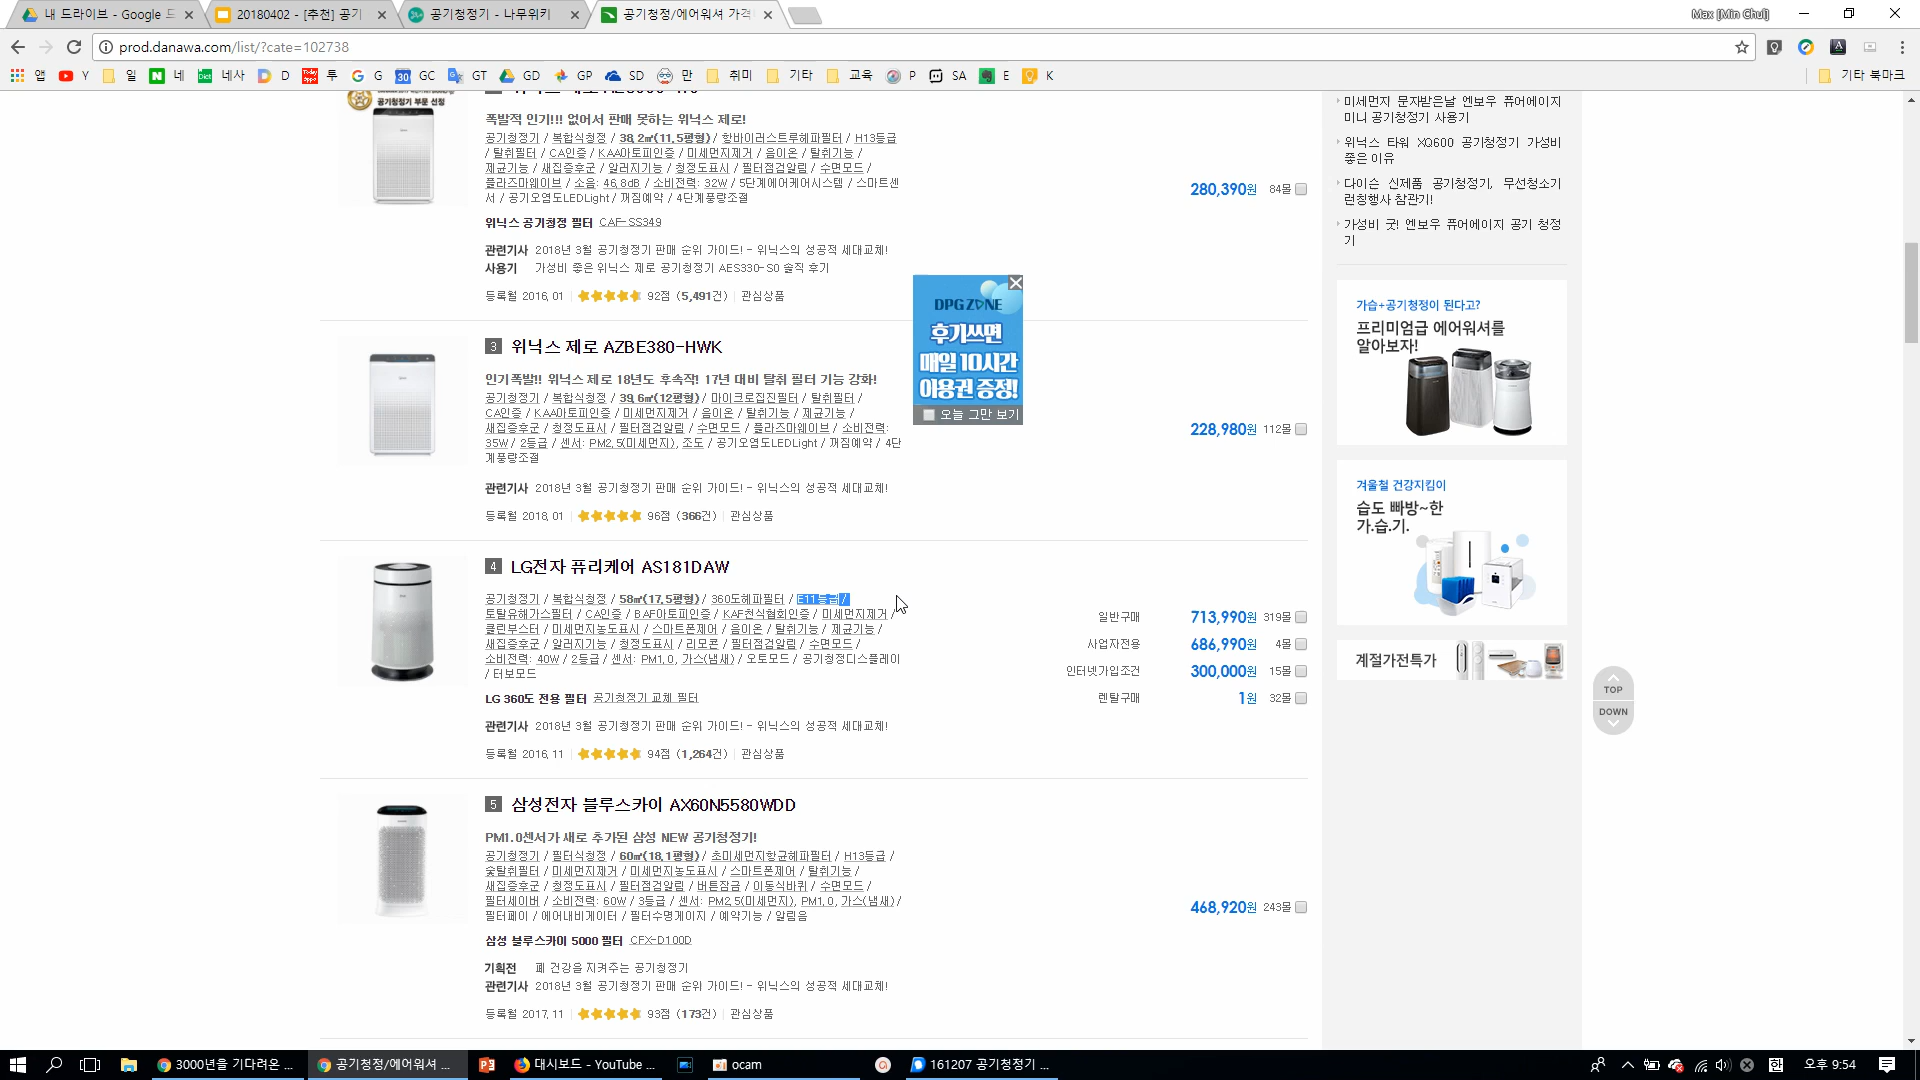 내 드라이브 - Google 드
20180402 - [추천] 공기
공기청정기 - 나무위키
공기청정/에어워셔 가격
Max [Min Chul]
prod.danawa.com/list/?cate=102738
앱 Y 일 네 네사 D 투 G GC GT GD GP SD 만 취미 기타 교육 P SA E K 기타 북마크
공기청정기 부문 선정
폭발적 인기!!! 없어서 판매 못하는 위닉스 제로!
공기청정기 / 복합식청정 / 38.2㎡(11.5평형) / 항바이러스트루헤파필터 / H13등급
/ 탈취필터 / CA인증 / KAA아토피인증 / 미세먼지제거 / 음이온 / 탈취기능 /
제균기능 / 새집증후군 / 알러지기능 / 청정도표시 / 필터점검알림 / 수면모드 /
플라즈마웨이브 / 소음: 46.8dB / 소비전력: 32W / 5단계에어케어시스템 / 스마트센
서 / 공기오염도LEDLight / 꺼짐예약 / 4단계풍량조절
280,390원 84몰
위닉스 공기청정 필터 CAF-SS349
관련기사 2018년 3월 공기청정기 판매 순위 가이드! - 위닉스의 성공적 세대교체!
사용기 가성비 좋은 위닉스 제로 공기청정기 AES330-S0 솔직 후기
등록월 2016.01 92점 (5,491건) 관심상품
3 위닉스 제로 AZBE380-HWK
인기폭발!! 위닉스 제로 18년도 후속작! 17년 대비 탈취 필터 기능 강화!
공기청정기 / 복합식청정 / 39.6㎡(12평형) / 마이크로집진필터 / 탈취필터 /
CA인증 / KAA아토피인증 / 미세먼지제거 / 음이온 / 탈취기능 / 제균기능 /
새집증후군 / 청정도표시 / 필터점검알림 / 수면모드 / 플라즈마웨이브 / 소비전력:
35W / 2등급 / 센서: PM2.5(미세먼지), 조도 / 공기오염도LEDLight / 꺼짐예약 / 4단
계풍량조절
228,980원 112몰
관련기사 2018년 3월 공기청정기 판매 순위 가이드! - 위닉스의 성공적 세대교체!
등록월 2018.01 96점 (366건) 관심상품
4 LG전자 퓨리케어 AS181DAW
공기청정기 / 복합식청정 / 58㎡(17.5평형) / 360도헤파필터 / E11등급 /
토탈유해가스필터 / CA인증 / BAF아토피인증 / KAF천식협회인증 / 미세먼지제거 /
클린부스터 / 미세먼지농도표시 / 스마트폰제어 / 음이온 / 탈취기능 / 제균기능 /
새집증후군 / 알러지기능 / 청정도표시 / 리모콘 / 필터점검알림 / 수면모드 /
소비전력: 40W / 2등급 / 센서: PM1.0, 가스(냄새) / 오토모드 / 공기청정디스플레이
/ 터보모드
일반구매 713,990원 319몰
사업자전용 686,990원 4몰
인터넷가입조건 300,000원 15몰
렌탈구매 1원 32몰
LG 360도 전용 필터 공기청정기 교체 필터
관련기사 2018년 3월 공기청정기 판매 순위 가이드! - 위닉스의 성공적 세대교체!
등록월 2016.11 94점 (1,264건) 관심상품
5 삼성전자 블루스카이 AX60N5580WDD
PM1.0센서가 새로 추가된 삼성 NEW 공기청정기!
공기청정기 / 필터식청정 / 60㎡(18.1평형) / 초미세먼지항균헤파필터 / H13등급 /
숯탈취필터 / 미세먼지제거 / 미세먼지농도표시 / 스마트폰제어 / 탈취기능 /
새집증후군 / 청정도표시 / 필터점검알림 / 버튼잠금 / 이동식바퀴 / 수면모드 /
필터세이버 / 소비전력: 60W / 3등급 / 센서: PM2.5(미세먼지), PM1.0, 가스(냄새) /
필터페이 / 에어내비게이터 / 필터수명게이지 / 예약기능 / 알림음
468,920원 243몰
삼성 블루스카이 5000 필터 CFX-D100D
기획전 폐 건강을 지켜주는 공기청정기
관련기사 2018년 3월 공기청정기 판매 순위 가이드! - 위닉스의 성공적 세대교체!
등록월 2017.11 93점 (173건) 관심상품
DPG ZONE
후기쓰면
매일 10시간
이용권 증정!
오늘 그만 보기
미세먼지 문자받은날 엔보우 퓨어에이지
미니 공기청정기 사용기
위닉스 타워 XQ600 공기청정기 가성비
좋은 이유
다이슨 신제품 공기청정기, 무선청소기
런칭행사 참관기!
가성비 굿! 엔보우 퓨어에이지 공기 청정
기
가습+공기청정이 된다고?
프리미엄급 에어워셔를
알아보자!
겨울철 건강지킴이
습도 빠방~한
가.습.기.
계절가전특가
TOP
DOWN
3000년을 기다려온 ...
공기청정/에어워셔 ...
대시보드 - YouTube ...
ocam
161207 공기청정기 ...
한
오후 9:54